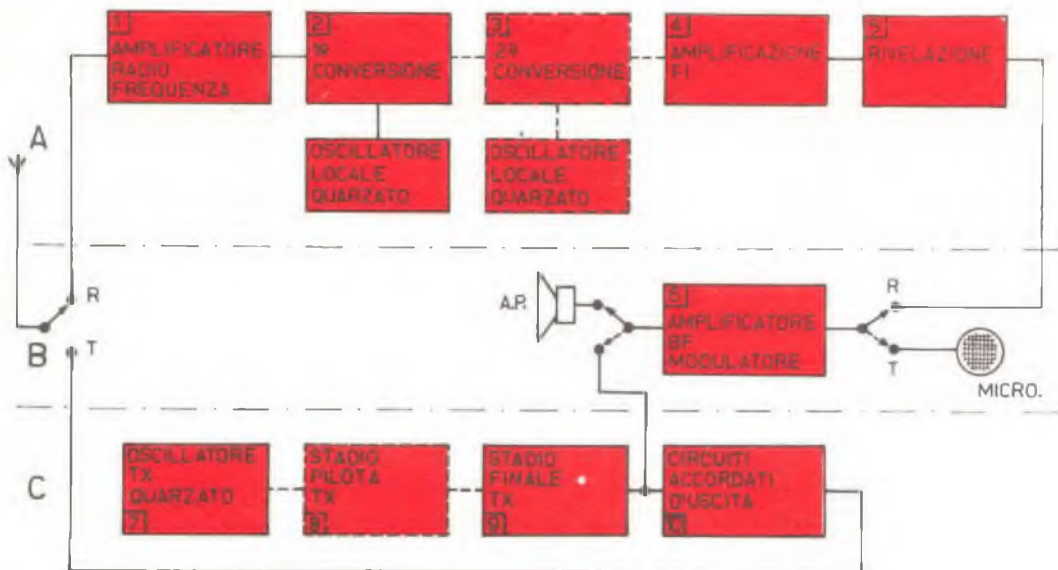 1
AMPLIFICATORE
RADIO
FREQUENZA
2
1ª
CONVERSIONE
3
2ª
CONVERSIONE
4
AMPLIFICAZIONE
FI
5
RIVELAZIONE
OSCILLATORE
LOCALE
QUARZATO
OSCILLATORE
LOCALE
QUARZATO
A
B
R
T
A.P.
6
AMPLIFICATORE
BF
MODULATORE
R
T
MICRO.
C
OSCILLATORE
TX
QUARZATO
7
STADIO
PILOTA
TX
8
STADIO
FINALE
TX
9
CIRCUITI
ACCORDATI
D'USCITA
10